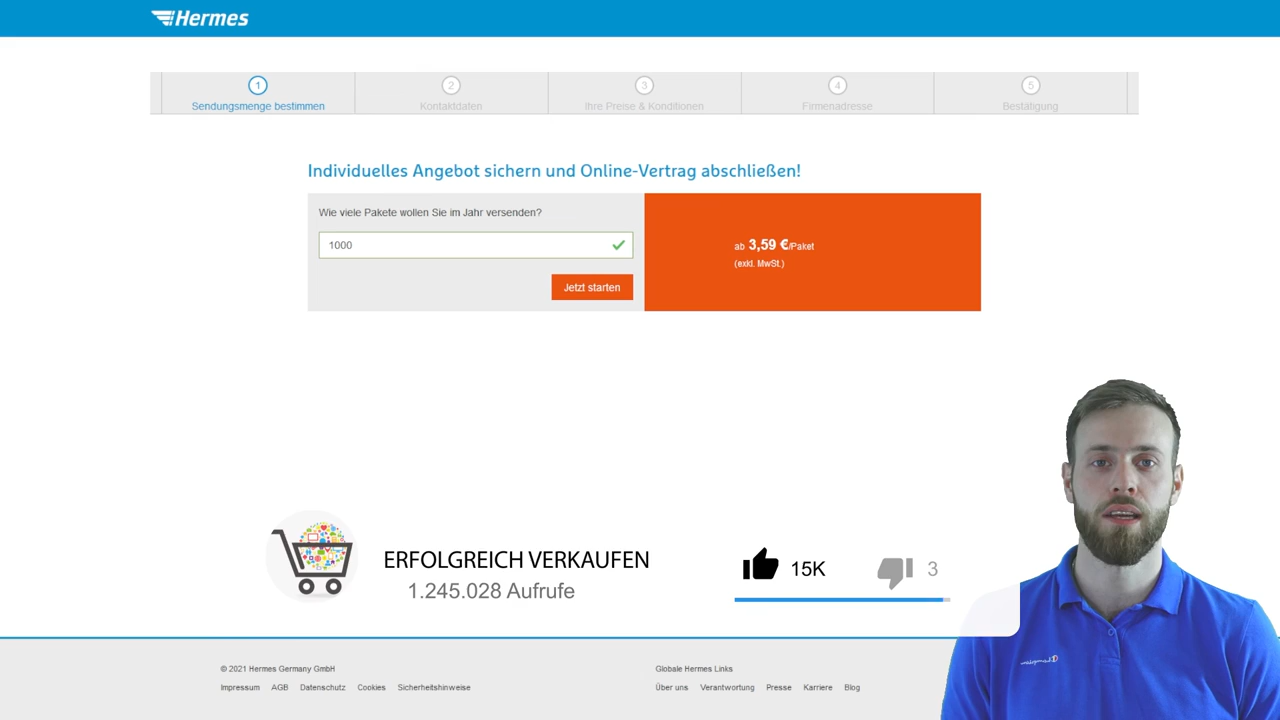 Hermes
1
Sendungsmenge bestimmen
2
Kontaktdaten
3
Ihre Preise & Konditionen
4
Firmenadresse
5
Bestätigung
Individuelles Angebot sichern und Online-Vertrag abschließen!
Wie viele Pakete wollen Sie im Jahr versenden?
1000
Jetzt starten
ab 3,59 €/Paket
(exkl. MwSt.)
ERFOLGREICH VERKAUFEN
1.245.028 Aufrufe
15K
3
© 2021 Hermes Germany GmbH
Impressum AGB Datenschutz Cookies Sicherheitshinweise
Globale Hermes Links
Über uns Verantwortung Presse Karriere Blog